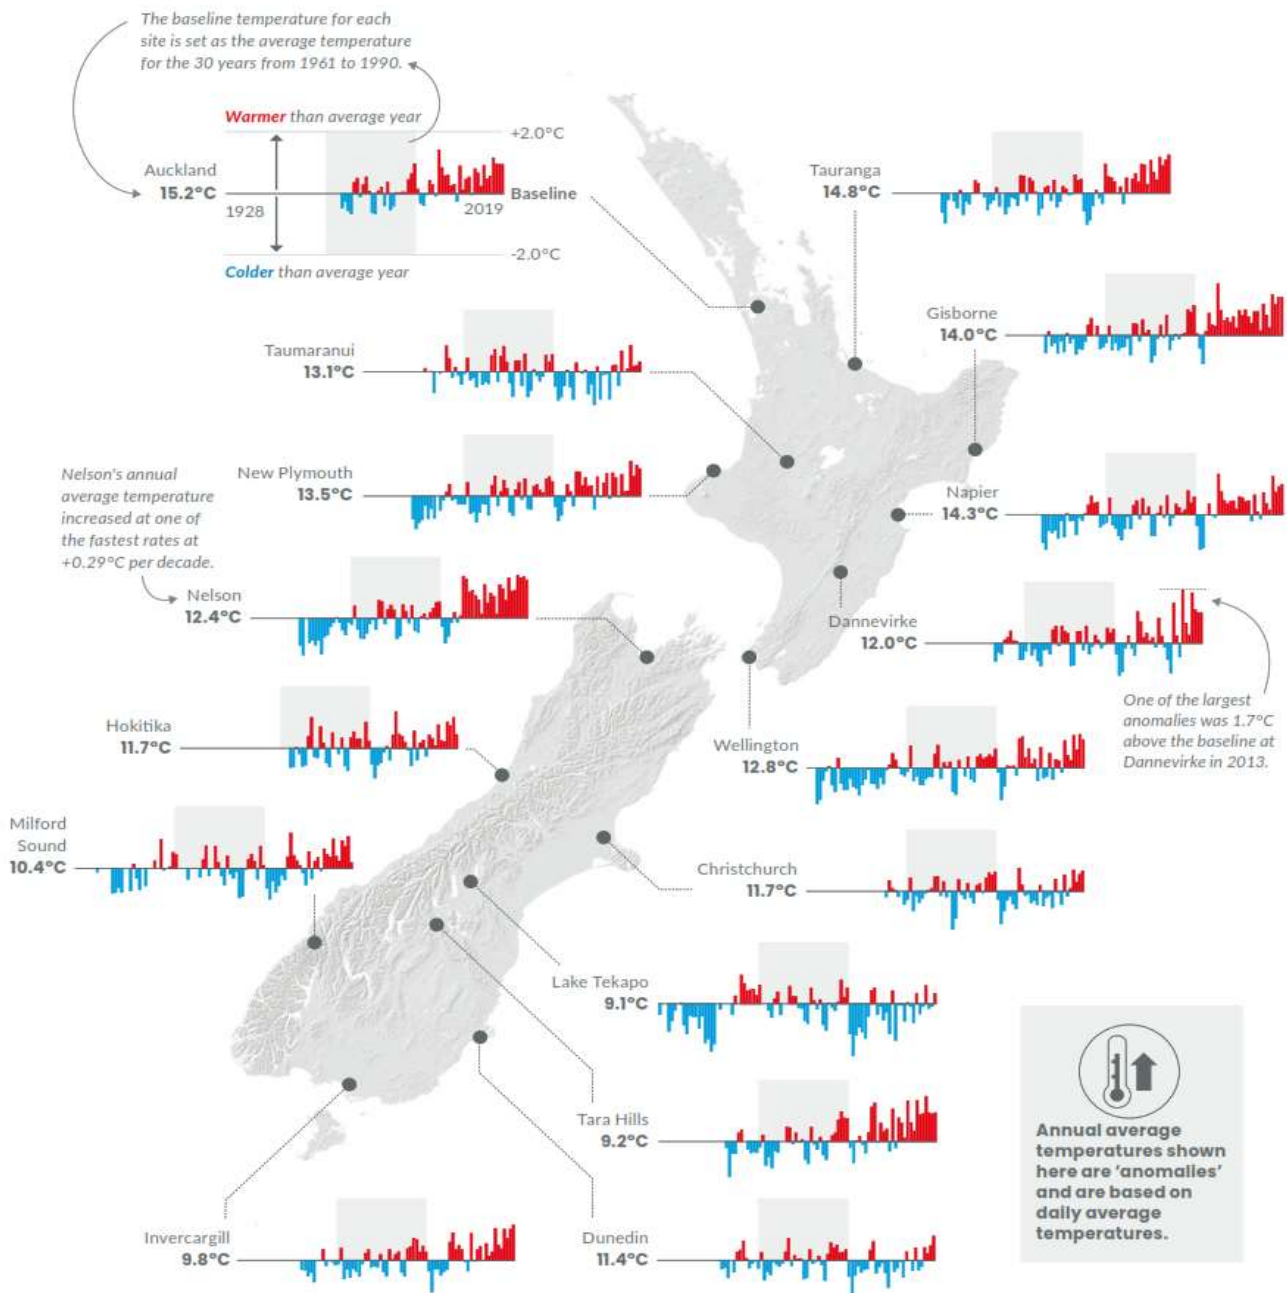 The baseline temperature for each
site is set as the average temperature
for the 30 years from 1961 to 1990.
Warmer than average year
+2.0°C
Auckland
15.2°C
Baseline
1928
2019
-2.0°C
Colder than average year
Tauranga
14.8°C
Gisborne
14.0°C
Taumaranui
13.1°C
New Plymouth
13.5°C
Napier
14.3°C
Nelson's annual
average temperature
increased at one of
the fastest rates at
+0.29°C per decade.
Nelson
12.4°C
Dannevirke
12.0°C
One of the largest
anomalies was 1.7°C
above the baseline at
Dannevirke in 2013.
Hokitika
11.7°C
Wellington
12.8°C
Milford
Sound
10.4°C
Christchurch
11.7°C
Lake Tekapo
9.1°C
Tara Hills
9.2°C
Annual average
temperatures shown
here are 'anomalies'
and are based on
daily average
temperatures.
Invercargill
9.8°C
Dunedin
11.4°C